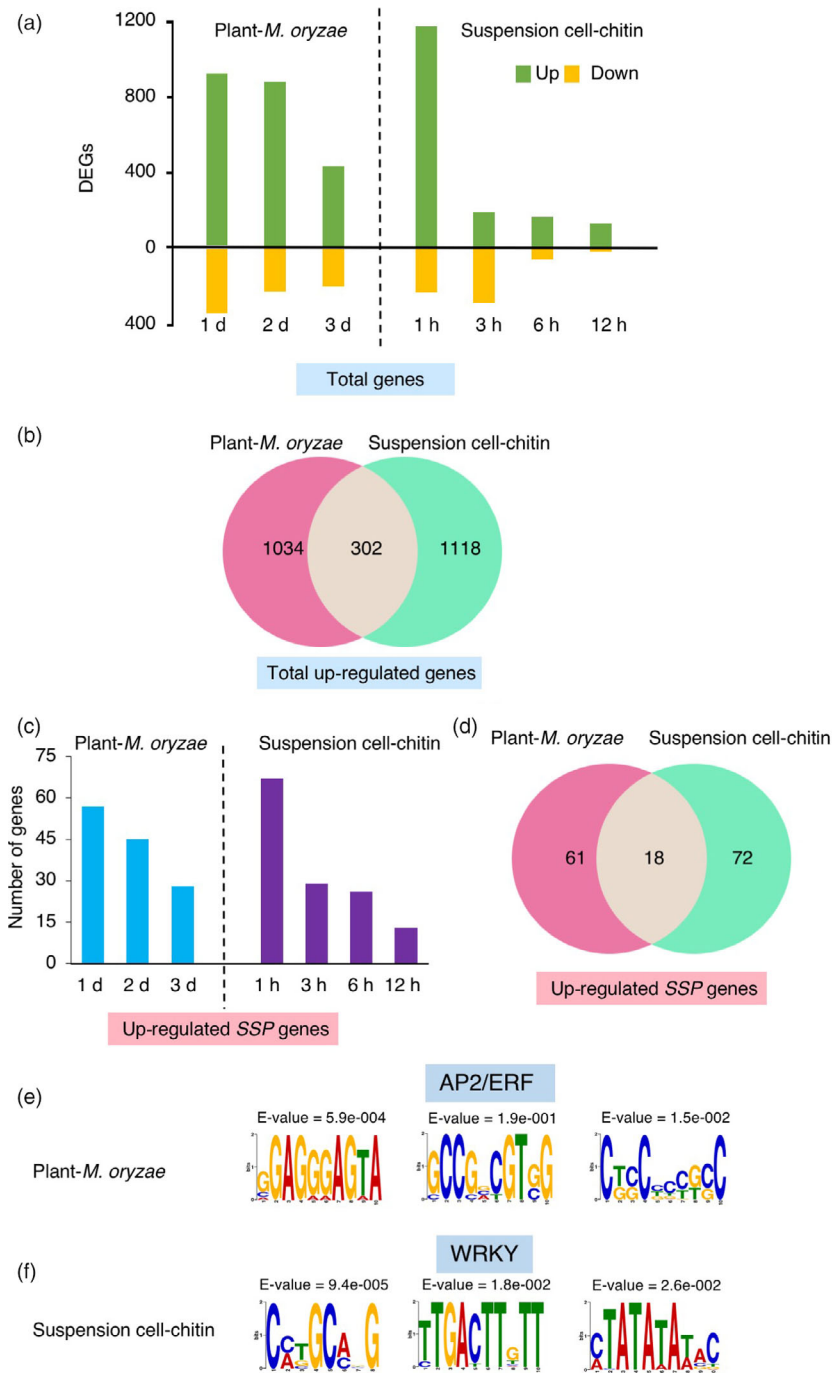 (a)
Plant-M. oryzae Suspension cell-chitin
Up Down
DEGs
1200
800
400
0
400
1 d 2 d 3 d 1 h 3 h 6 h 12 h
Total genes
(b)
Plant-M. oryzae Suspension cell-chitin
1034 302 1118
Total up-regulated genes
(c)
Plant-M. oryzae Suspension cell-chitin
Number of genes
75
60
45
30
15
0
1 d 2 d 3 d 1 h 3 h 6 h 12 h
Up-regulated SSP genes
(d)
Plant-M. oryzae Suspension cell-chitin
61 18 72
Up-regulated SSP genes
(e)
AP2/ERF
E-value = 5.9e-004 E-value = 1.9e-001 E-value = 1.5e-002
Plant-M. oryzae
(f)
WRKY
E-value = 9.4e-005 E-value = 1.8e-002 E-value = 2.6e-002
Suspension cell-chitin